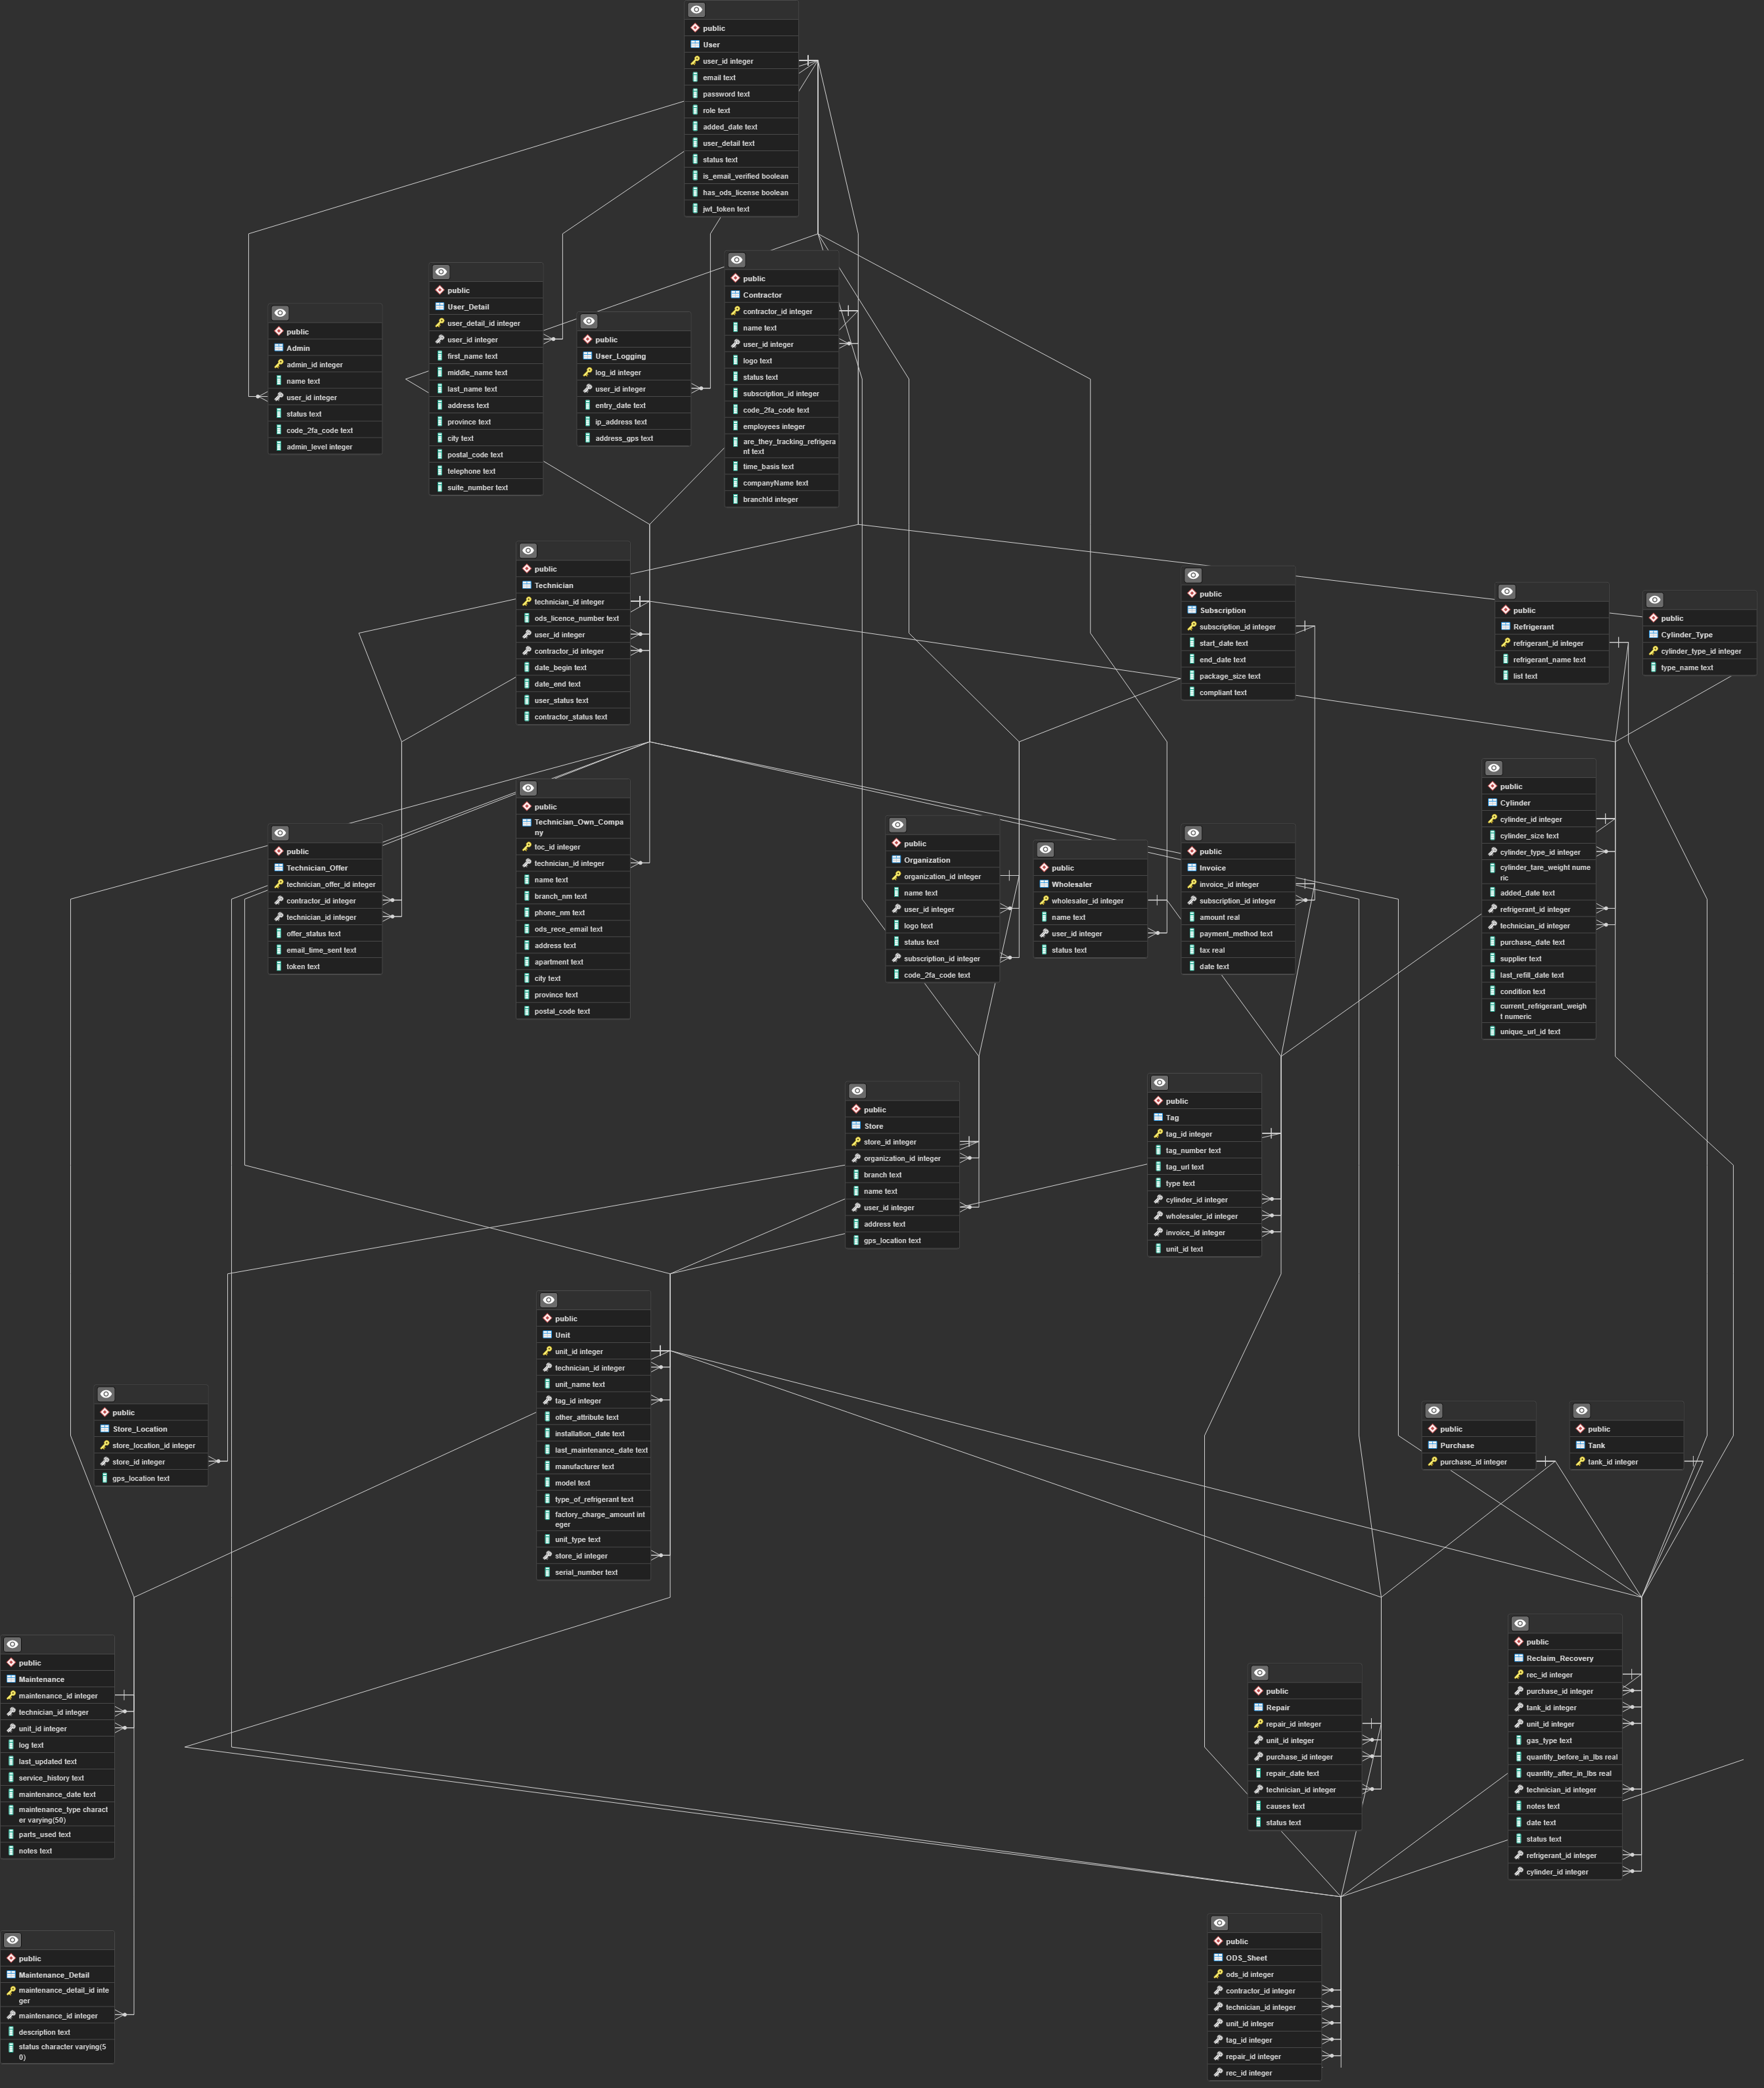 public
User
user_id integer
email text
password text
role text
added_date text
user_detail text
status text
is_email_verified boolean
has_ods_license boolean
jwt_token text
public
Contractor
contractor_id integer
name text
user_id integer
logo text
status text
subscription_id integer
code_2fa_code text
employees integer
are_they_tracking_refrigera
nt text
time_basis text
companyName text
branchId integer
public
User_Detail
user_detail_id integer
user_id integer
first_name text
middle_name text
last_name text
address text
province text
city text
postal_code text
telephone text
suite_number text
public
Admin
admin_id integer
name text
user_id integer
status text
code_2fa_code text
admin_level integer
public
User_Logging
log_id integer
user_id integer
entry_date text
ip_address text
address_gps text
public
Technician
technician_id integer
ods_licence_number text
user_id integer
contractor_id integer
date_begin text
date_end text
user_status text
contractor_status text
public
Subscription
subscription_id integer
start_date text
end_date text
package_size text
compliant text
public
Refrigerant
refrigerant_id integer
refrigerant_name text
list text
public
Cylinder_Type
cylinder_type_id integer
type_name text
public
Cylinder
cylinder_id integer
cylinder_size text
cylinder_type_id integer
cylinder_tare_weight nume
ric
added_date text
refrigerant_id integer
technician_id integer
purchase_date text
supplier text
last_refill_date text
condition text
current_refrigerant_weigh
t numeric
unique_url_id text
public
Technician_Offer
technician_offer_id integer
contractor_id integer
technician_id integer
offer_status text
email_time_sent text
token text
public
Technician_Own_Compa
ny
toc_id integer
technician_id integer
name text
branch_nm text
phone_nm text
ods_rece_email text
address text
apartment text
city text
province text
postal_code text
public
Organization
organization_id integer
name text
user_id integer
logo text
status text
subscription_id integer
code_2fa_code text
public
Wholesaler
wholesaler_id integer
name text
user_id integer
status text
public
Invoice
invoice_id integer
subscription_id integer
amount real
payment_method text
tax real
date text
public
Store
store_id integer
organization_id integer
branch text
name text
user_id integer
address text
gps_location text
public
Tag
tag_id integer
tag_number text
tag_url text
type text
cylinder_id integer
wholesaler_id integer
invoice_id integer
unit_id text
public
Unit
unit_id integer
technician_id integer
unit_name text
tag_id integer
other_attribute text
installation_date text
last_maintenance_date text
manufacturer text
model text
type_of_refrigerant text
factory_charge_amount int
eger
unit_type text
store_id integer
serial_number text
public
Store_Location
store_location_id integer
store_id integer
gps_location text
public
Purchase
purchase_id integer
public
Tank
tank_id integer
public
Maintenance
maintenance_id integer
technician_id integer
unit_id integer
log text
last_updated text
service_history text
maintenance_date text
maintenance_type charact
er varying(50)
parts_used text
notes text
public
Repair
repair_id integer
unit_id integer
purchase_id integer
repair_date text
technician_id integer
causes text
status text
public
Reclaim_Recovery
rec_id integer
purchase_id integer
tank_id integer
unit_id integer
gas_type text
quantity_before_in_lbs real
quantity_after_in_lbs real
technician_id integer
notes text
date text
status text
refrigerant_id integer
cylinder_id integer
public
Maintenance_Detail
maintenance_detail_id inte
ger
maintenance_id integer
description text
status character varying(5
0)
public
ODS_Sheet
ods_id integer
contractor_id integer
technician_id integer
unit_id integer
tag_id integer
repair_id integer
rec_id integer